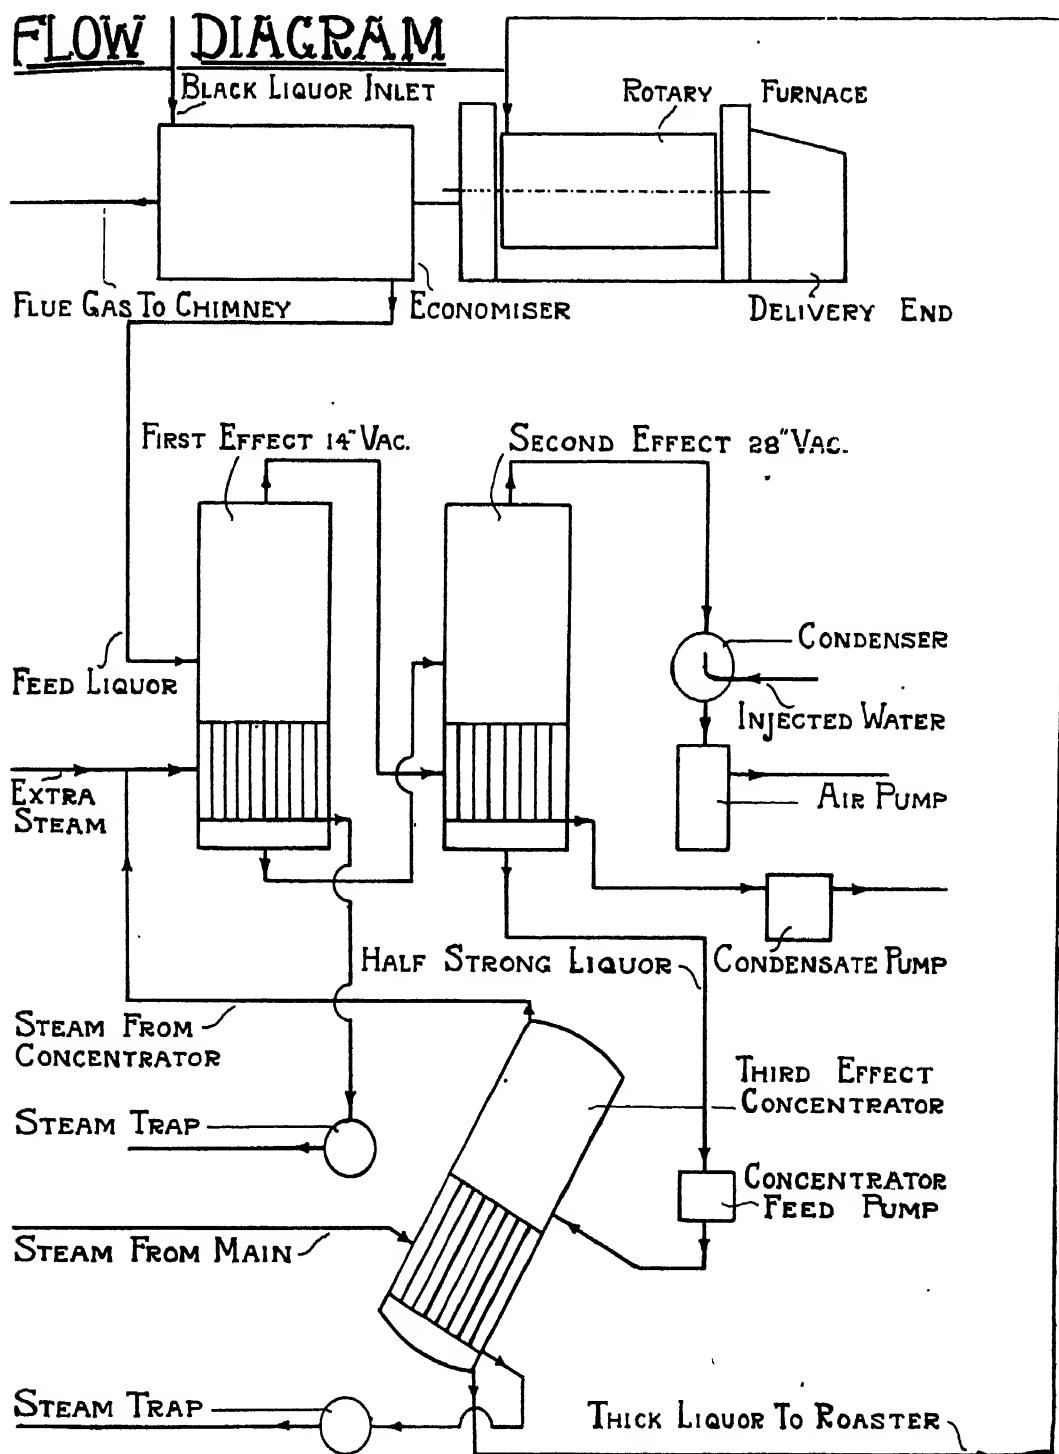 FLOW DIAGRAM
BLACK LIQUOR INLET
ROTARY FURNACE
FLUE GAS TO CHIMNEY
ECONOMISER
DELIVERY END
FIRST EFFECT 14" VAC.
SECOND EFFECT 28" VAC.
CONDENSER
FEED LIQUOR
INJECTED WATER
EXTRA
STEAM
AIR PUMP
HALF STRONG LIQUOR
CONDENSATE PUMP
STEAM FROM
CONCENTRATOR
THIRD EFFECT
CONCENTRATOR
STEAM TRAP
CONCENTRATOR
FEED PUMP
STEAM FROM MAIN
STEAM TRAP
THICK LIQUOR TO ROASTER